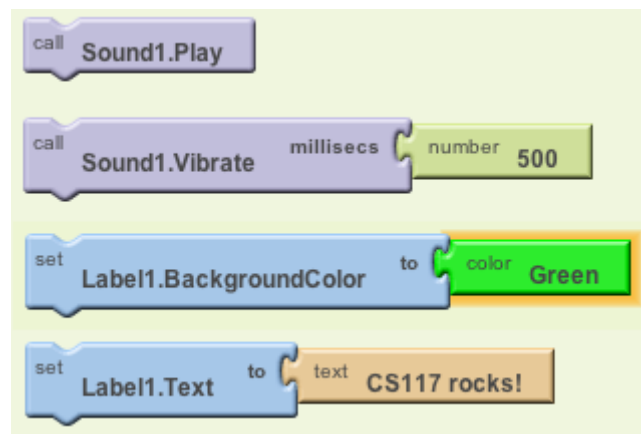 call Sound1.Play
call Sound1.Vibrate millisecs number 500
set Label1.BackgroundColor to color Green
set Label1.Text to text CS117 rocks!